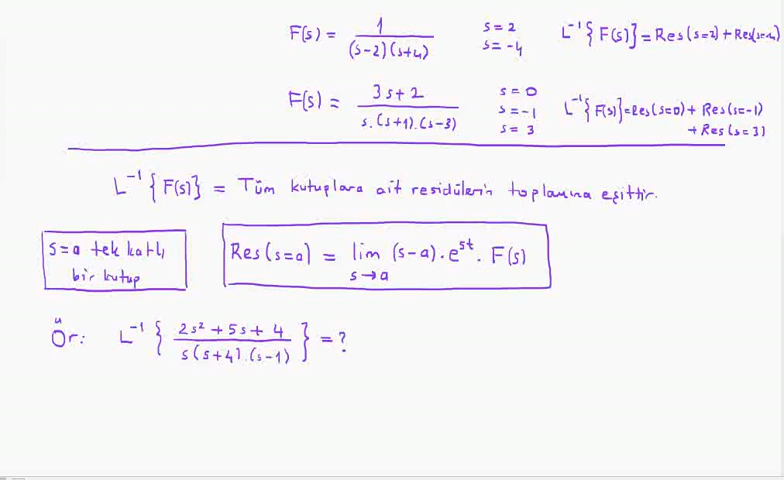 F(s) = 1 / (s-2)(s+4)   s=2   s=-4   L⁻¹{F(s)} = Res(s=2) + Res(s=-4)
F(s) = 3s+2 / s.(s+1).(s-3)   s=0   s=-1   s=3   L⁻¹{F(s)} = Res(s=0) + Res(s=-1)
+ Res(s=3)
L⁻¹{F(s)} = Tüm kutuplara ait residülerin toplamına eşittir.
s=a tek katlı
bir kutup
Res(s=a) = lim (s-a).eˢᵗ.F(s)
s→a
Ör: L⁻¹{ 2s²+5s+4 / s(s+4).(s-1) } = ?